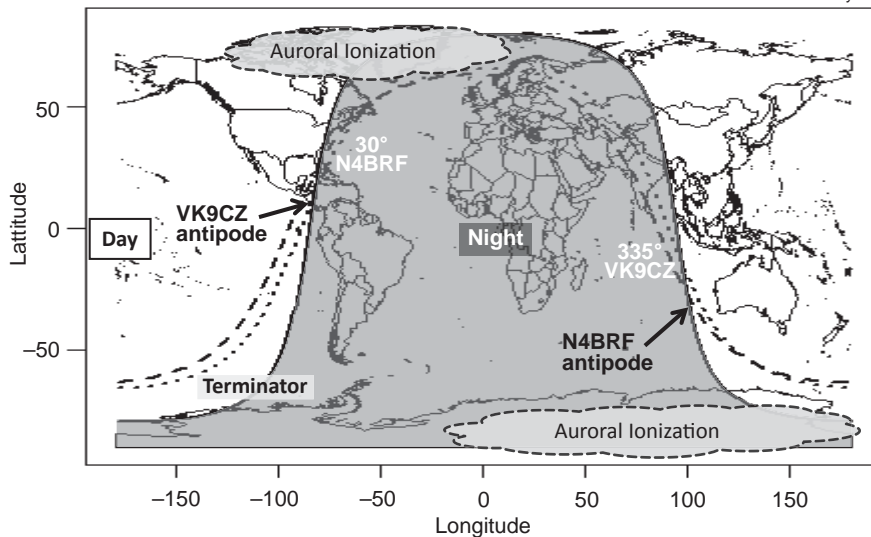 Auroral Ionization
50
30°
N4BRF
VK9CZ
antipode
Lattitude
0
Day
Night
335°
VK9CZ
N4BRF
antipode
–50
Terminator
Auroral Ionization
–150
–100
–50
0
50
100
150
Longitude